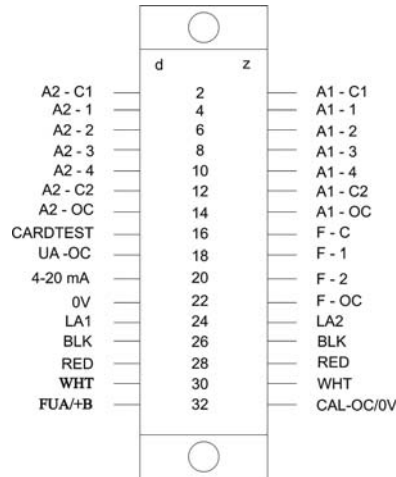 d z
A2 - C1 2 A1 - C1
A2 - 1 4 A1 - 1
A2 - 2 6 A1 - 2
A2 - 3 8 A1 - 3
A2 - 4 10 A1 - 4
A2 - C2 12 A1 - C2
A2 - OC 14 A1 - OC
CARDTEST 16 F - C
UA -OC 18 F - 1
4-20 mA 20 F - 2
0V 22 F - OC
LA1 24 LA2
BLK 26 BLK
RED 28 RED
WHT 30 WHT
FUA/+B 32 CAL-OC/0V